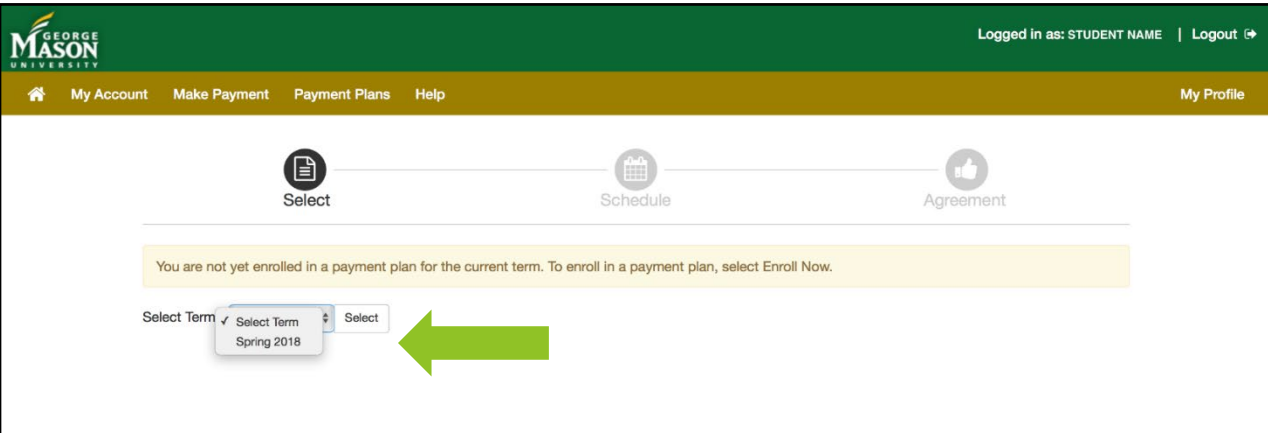 GEORGE
MASON
UNIVERSITY
Logged in as: STUDENT NAME | Logout
My Account Make Payment Payment Plans Help My Profile
Select Schedule Agreement
You are not yet enrolled in a payment plan for the current term. To enroll in a payment plan, select Enroll Now.
Select Term ✓ Select Term Select
Spring 2018